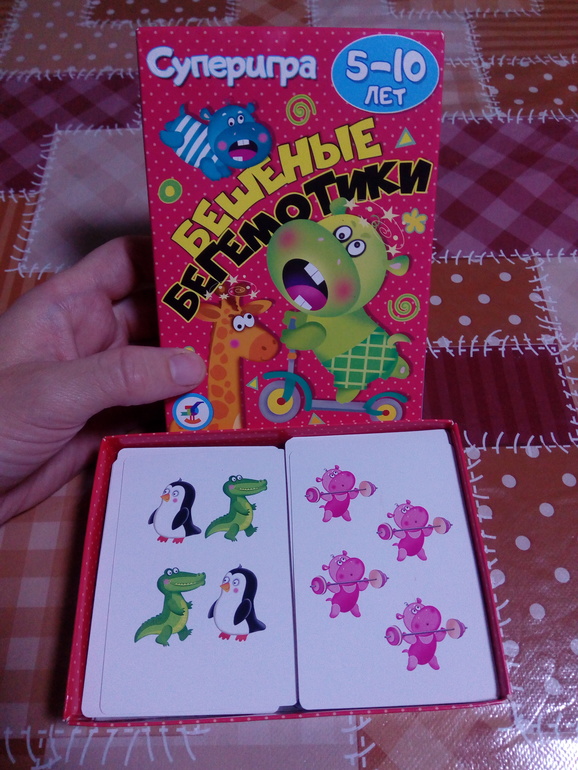 Суперигра
5-10
ЛЕТ
БЕШЕНЫЕ
БЕГЕМОТИКИ